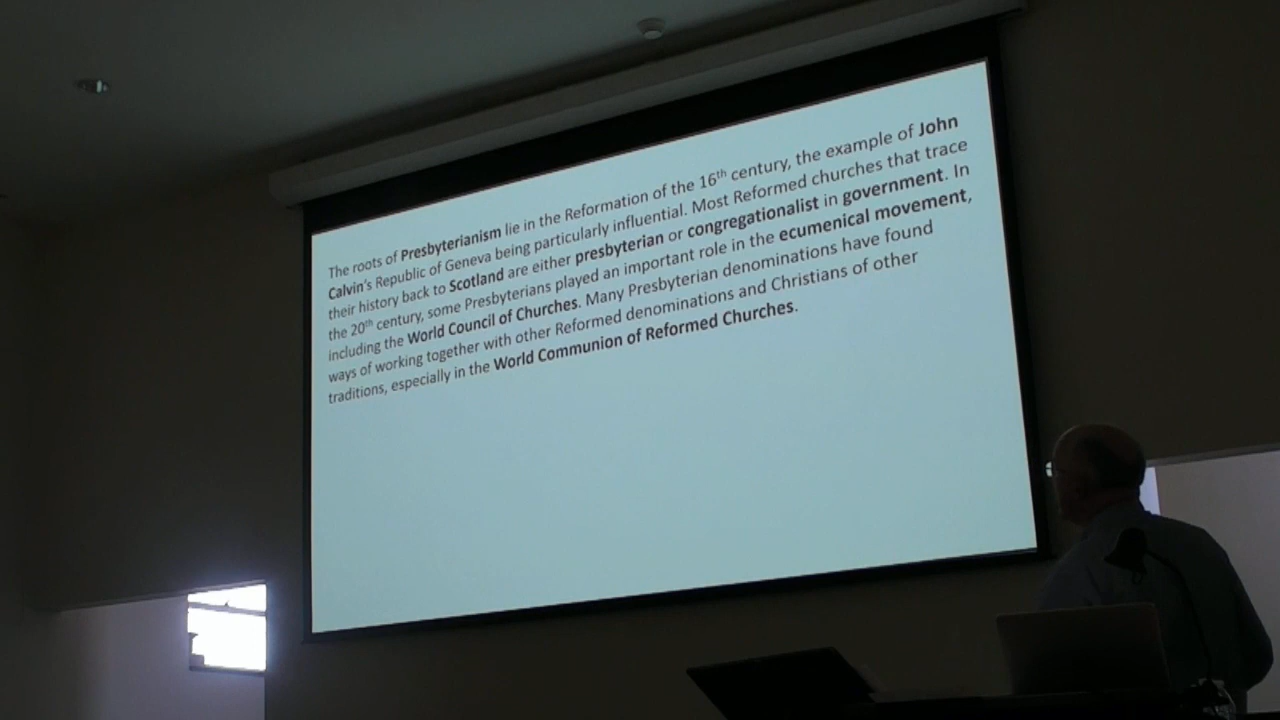 The roots of Presbyterianism lie in the Reformation of the 16th century, the example of John
Calvin's Republic of Geneva being particularly influential. Most Reformed churches that trace
their history back to Scotland are either presbyterian or congregationalist in government. In
the 20th century, some Presbyterians played an important role in the ecumenical movement,
including the World Council of Churches. Many Presbyterian denominations have found
ways of working together with other Reformed denominations and Christians of other
traditions, especially in the World Communion of Reformed Churches.